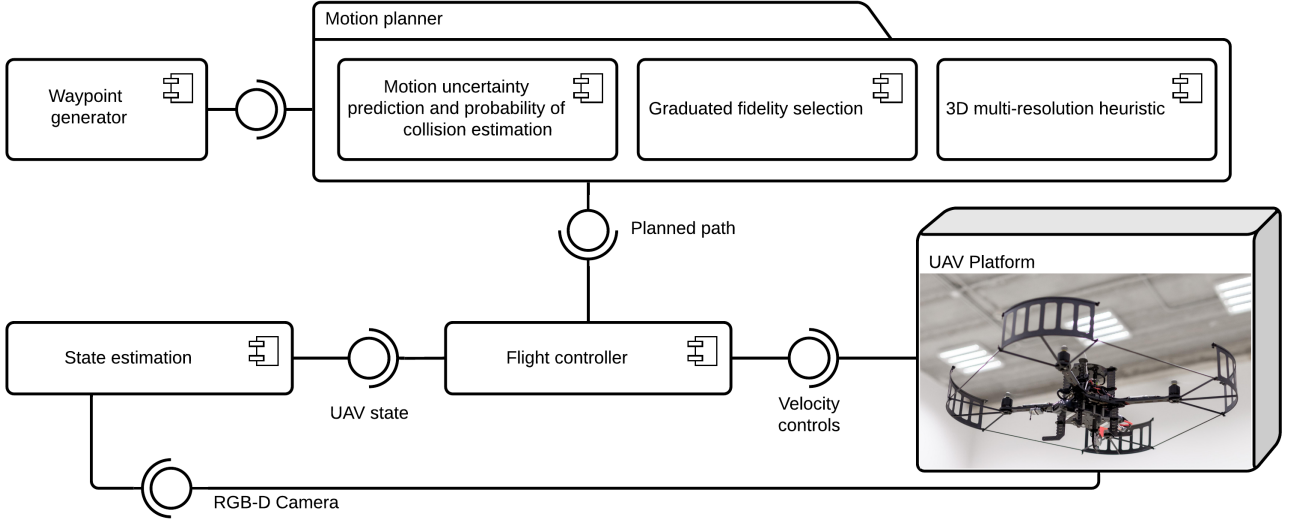 Motion planner
Waypoint
generator
Motion uncertainty
prediction and probability of
collision estimation
Graduated fidelity selection
3D multi-resolution heuristic
Planned path
UAV Platform
State estimation
UAV state
Flight controller
Velocity
controls
RGB-D Camera